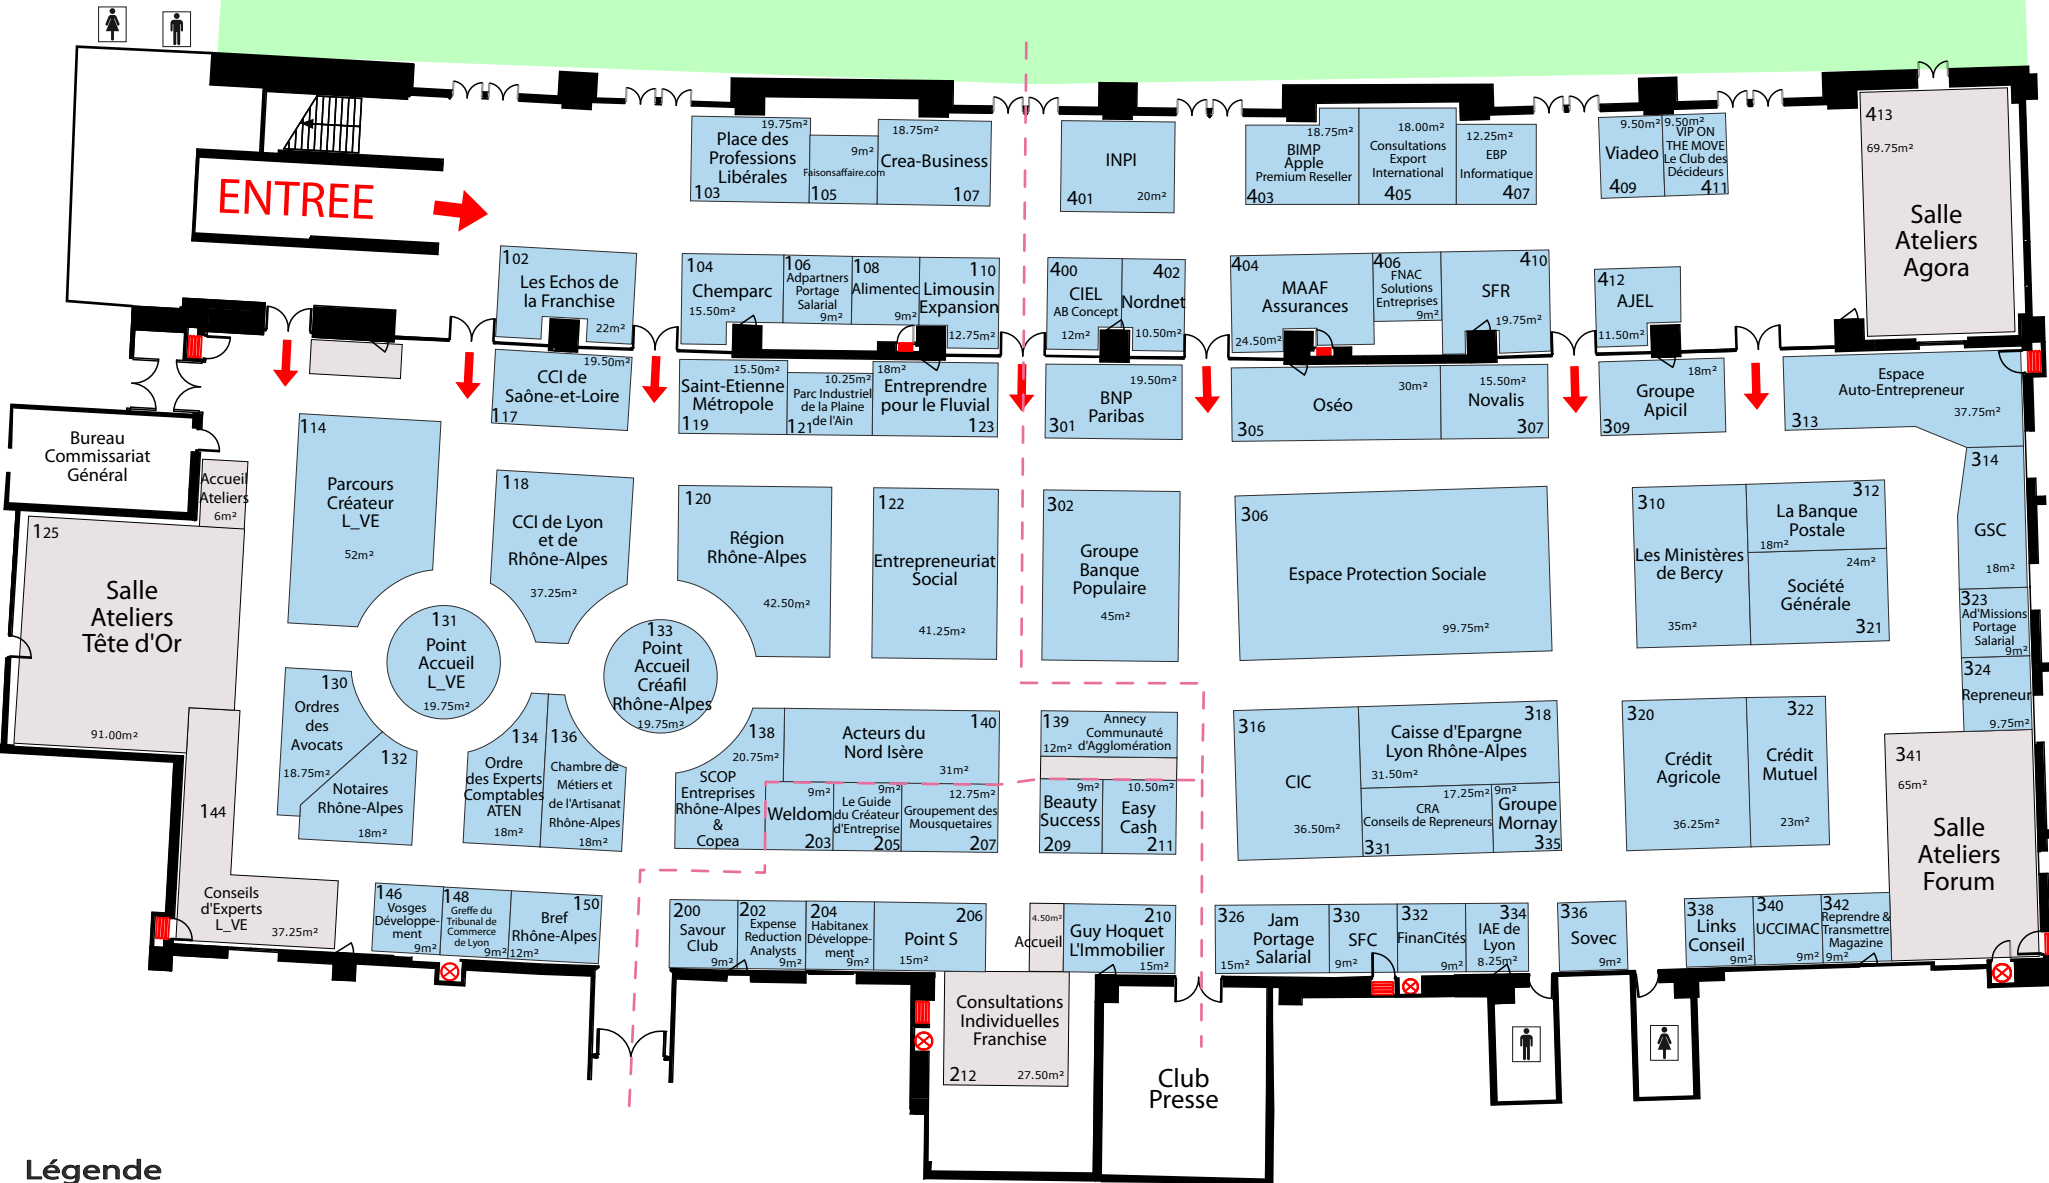 ENTREE
19.75m²
Place des
Professions
Libérales
103
9m²
Faisonsaffaire.com
105
18.75m²
Crea-Business
107
INPI
401
20m²
18.75m²
BIMP
Apple
Premium Reseller
403
18.00m²
Consultations
Export
International
405
12.25m²
EBP
Informatique
407
9.50m²
Viadeo
409
9.50m²
VIP ON
THE MOVE
Le Club des
Décideurs
411
413
69.75m²
Salle
Ateliers
Agora
102
Les Echos de
la Franchise
22m²
104
Chemparc
15.50m²
106
Adpartners
Portage
Salarial
9m²
108
Alimentec
9m²
110
Limousin
Expansion
12.75m²
400
CIEL
AB Concept
12m²
402
Nordnet
10.50m²
404
MAAF
Assurances
24.50m²
406
FNAC
Solutions
Entreprises
9m²
410
SFR
19.75m²
412
AJEL
11.50m²
19.50m²
CCI de
Saône-et-Loire
117
15.50m²
Saint-Etienne
Métropole
119
10.25m²
Parc Industriel
de la Plaine
de l'Ain
121
18m²
Entreprendre
pour le Fluvial
123
19.50m²
BNP
Paribas
301
30m²
Oséo
305
15.50m²
Novalis
307
18m²
Groupe
Apicil
309
Espace
Auto-Entrepreneur
37.75m²
313
Bureau
Commissariat
Général
Accueil
Ateliers
6m²
125
Salle
Ateliers
Tête d'Or
91.00m²
114
Parcours
Créateur
L_VE
52m²
118
CCI de Lyon
et de
Rhône-Alpes
37.25m²
120
Région
Rhône-Alpes
42.50m²
122
Entrepreneuriat
Social
41.25m²
302
Groupe
Banque
Populaire
45m²
306
Espace Protection Sociale
99.75m²
310
Les Ministères
de Bercy
35m²
312
La Banque
Postale
18m²
24m²
Société
Générale
321
314
GSC
18m²
323
Ad'Missions
Portage
Salarial
9m²
324
Repreneur
9.75m²
131
Point
Accueil
L_VE
19.75m²
133
Point
Accueil
Créafil
Rhône-Alpes
19.75m²
130
Ordres
des
Avocats
18.75m²
132
Notaires
Rhône-Alpes
18m²
134
Ordre
des Experts
Comptables
ATEN
18m²
136
Chambre de
Métiers et
de l'Artisanat
Rhône-Alpes
18m²
138
20.75m²
SCOP
Entreprises
Rhône-Alpes
&
Copea
140
Acteurs du
Nord Isère
31m²
9m²
Weldom
203
9m²
Le Guide
du Créateur
d'Entreprise
205
12.75m²
Groupement des
Mousquetaires
207
139
Annecy
Communauté
d'Agglomération
12m²
9m²
Beauty
Success
209
10.50m²
Easy
Cash
211
316
CIC
36.50m²
318
Caisse d'Epargne
Lyon Rhône-Alpes
31.50m²
17.25m²
CRA
Conseils de Repreneurs
331
9m²
Groupe
Mornay
335
320
Crédit
Agricole
36.25m²
322
Crédit
Mutuel
23m²
341
65m²
Salle
Ateliers
Forum
144
Conseils
d'Experts
L_VE
37.25m²
146
Vosges
Développe-
ment
9m²
148
Greffe du
Tribunal de
Commerce
de Lyon
9m²
150
Bref
Rhône-Alpes
12m²
200
Savour
Club
9m²
202
Expense
Reduction
Analysts
9m²
204
Habitanex
Développe-
ment
9m²
206
Point S
15m²
4.50m²
Accueil
210
Guy Hoquet
L'Immobilier
15m²
326
Jam
Portage
Salarial
15m²
330
SFC
9m²
332
FinanCités
9m²
334
IAE de
Lyon
8.25m²
336
Sovec
9m²
338
Links
Conseil
9m²
340
UCCIMAC
9m²
342
Reprendre &
Transmettre
Magazine
9m²
Consultations
Individuelles
Franchise
212
27.50m²
Club
Presse
Légende